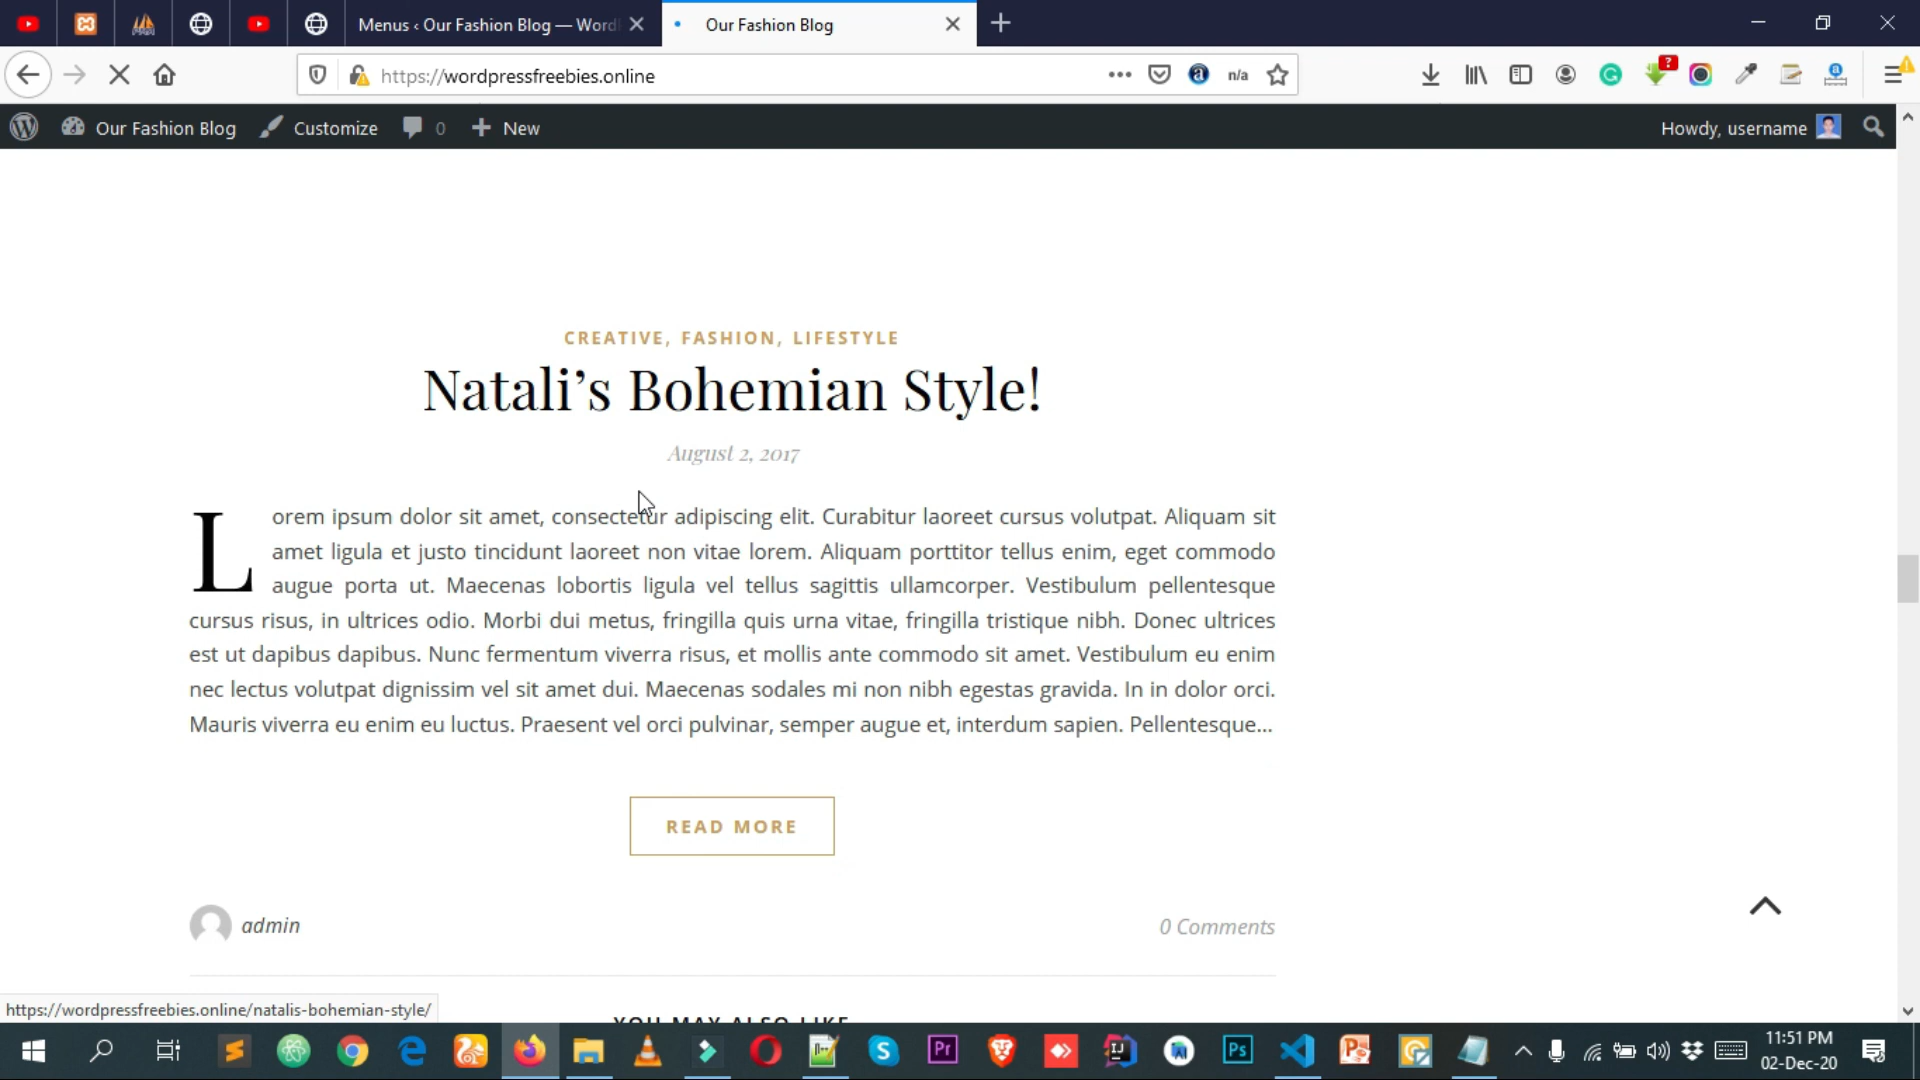 Menus ‹ Our Fashion Blog — Word
Our Fashion Blog
https://wordpressfreebies.online
n/a
?
Our Fashion Blog
Customize
0
New
Howdy, username
CREATIVE, FASHION, LIFESTYLE
Natali’s Bohemian Style!
August 2, 2017
Lorem ipsum dolor sit amet, consectetur adipiscing elit. Curabitur laoreet cursus volutpat. Aliquam sit
amet ligula et justo tincidunt laoreet non vitae lorem. Aliquam porttitor tellus enim, eget commodo
augue porta ut. Maecenas lobortis ligula vel tellus sagittis ullamcorper. Vestibulum pellentesque
cursus risus, in ultrices odio. Morbi dui metus, fringilla quis urna vitae, fringilla tristique nibh. Donec ultrices
est ut dapibus dapibus. Nunc fermentum viverra risus, et mollis ante commodo sit amet. Vestibulum eu enim
nec lectus volutpat dignissim vel sit amet dui. Maecenas sodales mi non nibh egestas gravida. In in dolor orci.
Mauris viverra eu enim eu luctus. Praesent vel orci pulvinar, semper augue et, interdum sapien. Pellentesque...
READ MORE
admin
0 Comments
YOU MAY ALSO LIKE
https://wordpressfreebies.online/natalis-bohemian-style/
11:51 PM
02-Dec-20